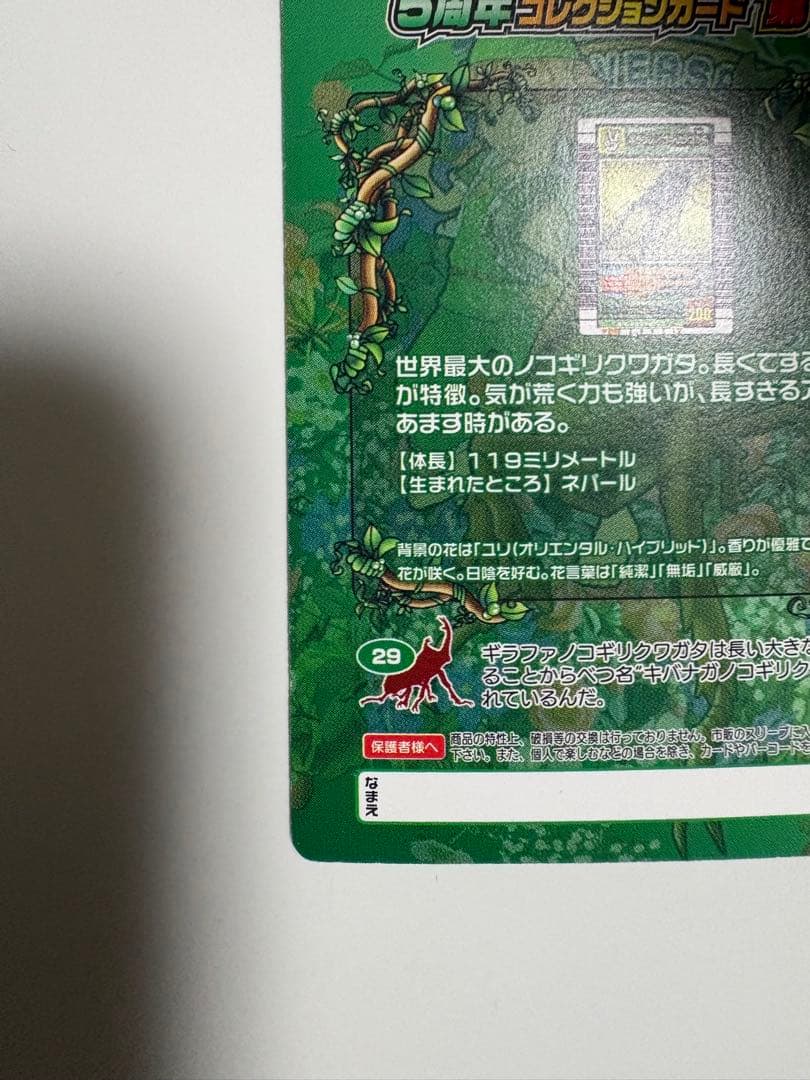 5周年コレクションカード
世界最大のノコギリクワガタ。長くてする
が特徴。気が荒く力も強いが、長すぎる
あます時がある。
【体長】119ミリメートル
【生まれたところ】ネパール
背景の花は「ユリ(オリエンタル・ハイブリッド)」。香りが優雅で
花が咲く。日陰を好む。花言葉は「純潔」「無垢」「威厳」。
29
ギラファノコギリクワガタは長い大きな
ることからべつ名“キバナガノコギリク
れているんだ。
保護者様へ
商品の特性上、破損等の交換は行っておりません。市販のスリーブに入
下さい。また、個人で楽しむなどの場合を除き、カードやバーコードを
なまえ
200